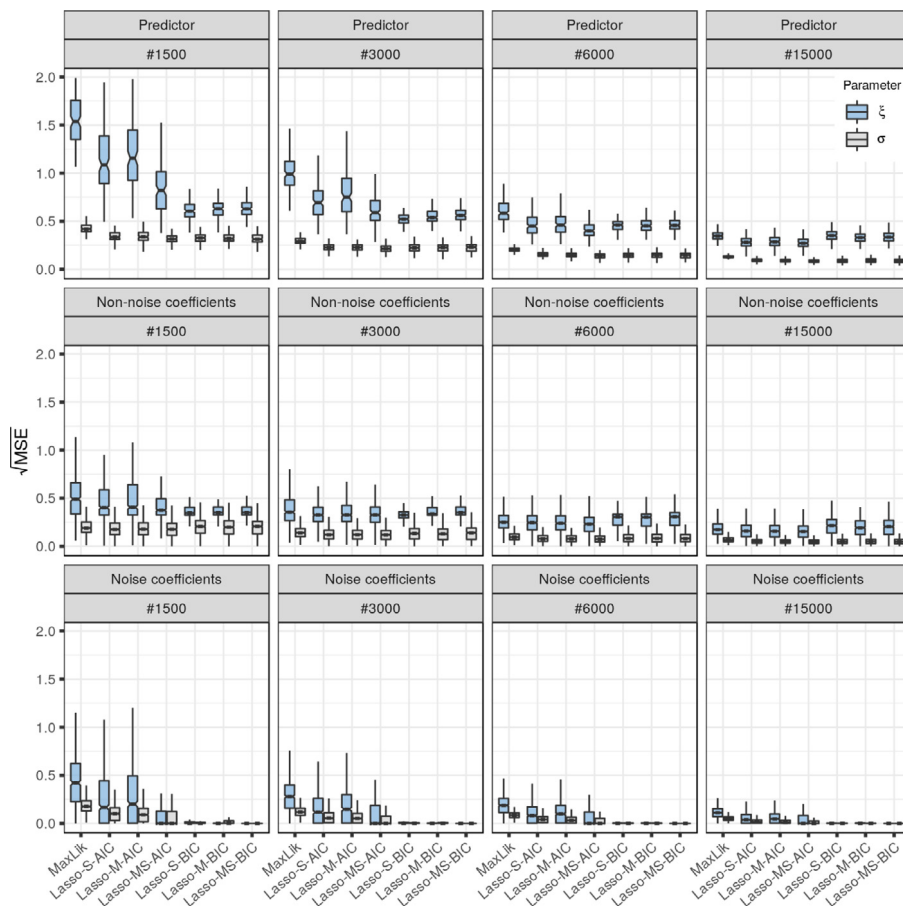 Predictor Predictor Predictor Predictor
#1500 #3000 #6000 #15000
2.0
1.5
1.0
0.5
0.0
Parameter
ξ
σ
Non-noise coefficients Non-noise coefficients Non-noise coefficients Non-noise coefficients
#1500 #3000 #6000 #15000
2.0
1.5
1.0
0.5
0.0
√MSE
Noise coefficients Noise coefficients Noise coefficients Noise coefficients
#1500 #3000 #6000 #15000
2.0
1.5
1.0
0.5
0.0
MaxLik Lasso-S-AIC Lasso-M-AIC Lasso-MS-AIC Lasso-S-BIC Lasso-M-BIC Lasso-MS-BIC MaxLik Lasso-S-AIC Lasso-M-AIC Lasso-MS-AIC Lasso-S-BIC Lasso-M-BIC Lasso-MS-BIC MaxLik Lasso-S-AIC Lasso-M-AIC Lasso-MS-AIC Lasso-S-BIC Lasso-M-BIC Lasso-MS-BIC MaxLik Lasso-S-AIC Lasso-M-AIC Lasso-MS-AIC Lasso-S-BIC Lasso-M-BIC Lasso-MS-BIC